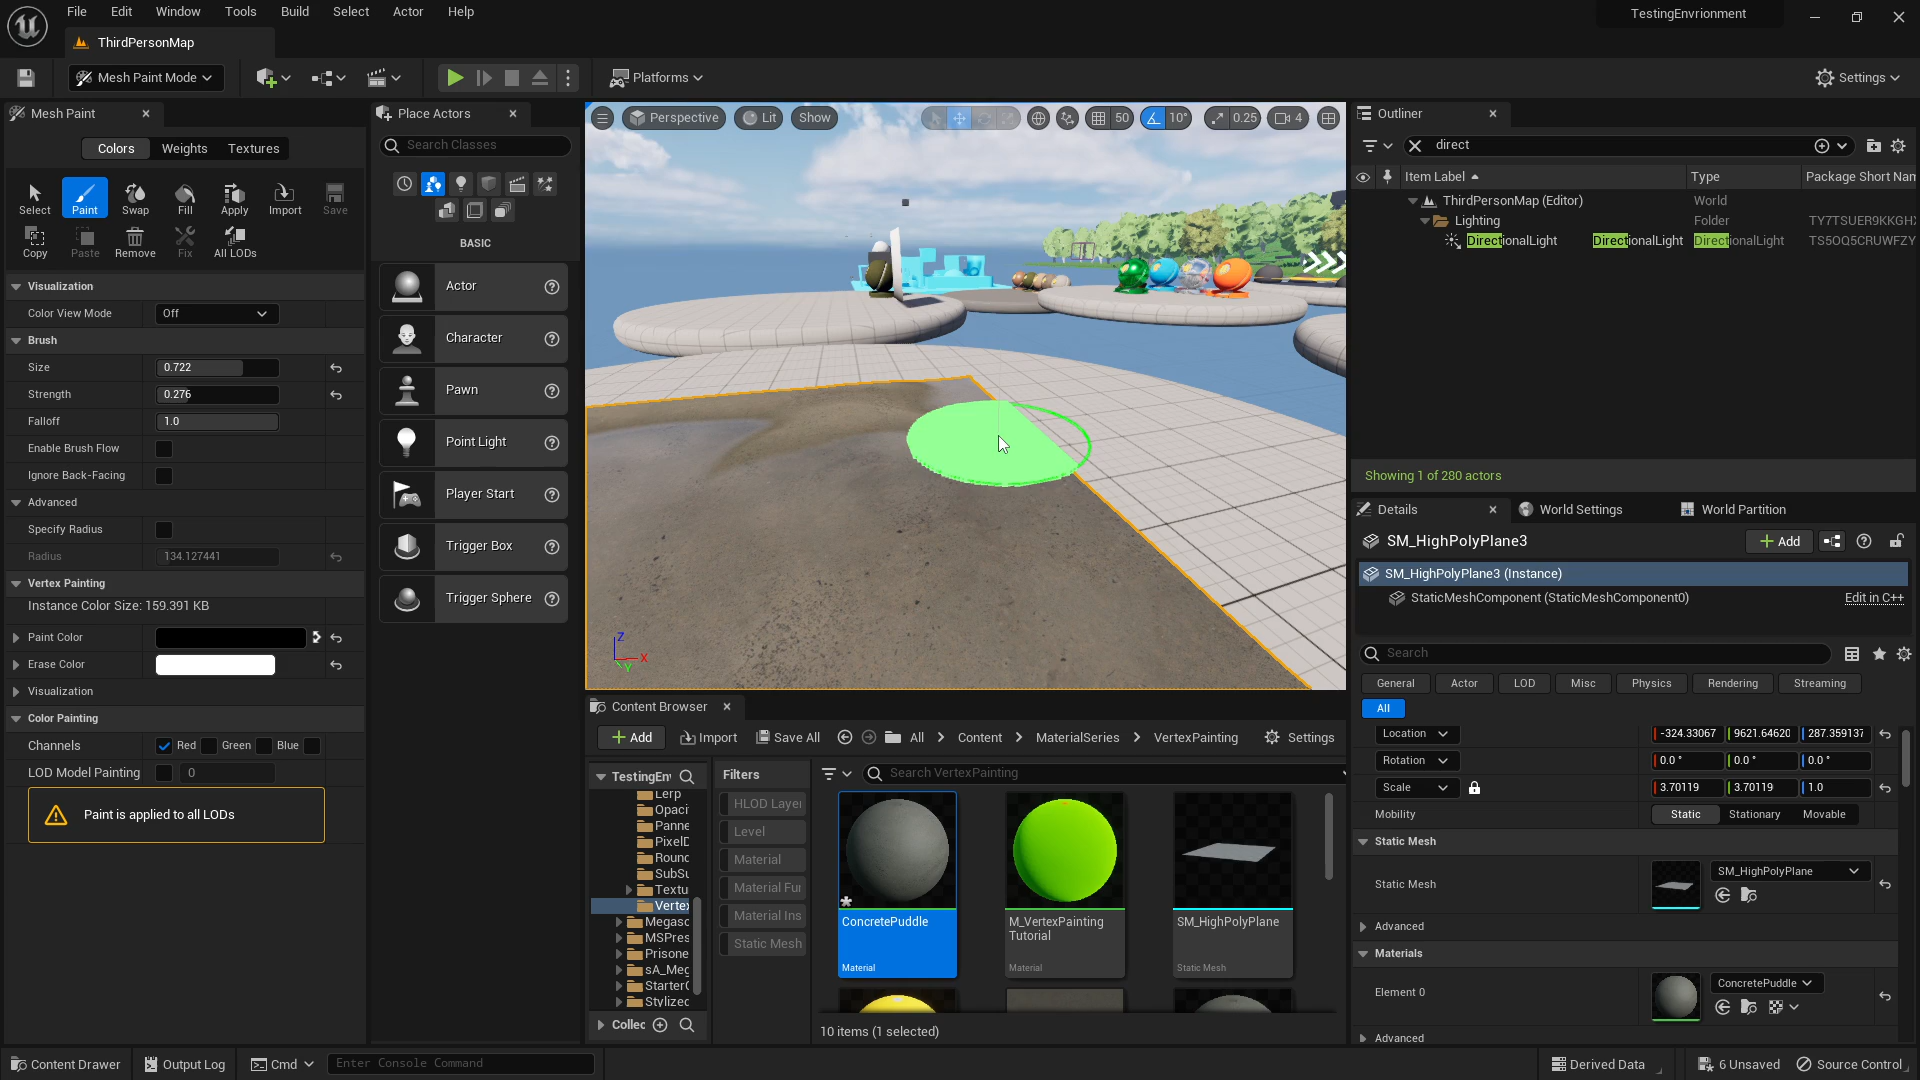 File Edit Window Tools Build Select Actor Help
TestingEnvrionment
ThirdPersonMap
Mesh Paint Mode
Platforms
Settings
Mesh Paint
Colors Weights Textures
Select Paint Swap Fill Apply Import Save
Copy Paste Remove Fix All LODs
Visualization
Color View Mode Off
Brush
Size 0.722
Strength 0.276
Falloff 1.0
Enable Brush Flow
Ignore Back-Facing
Advanced
Specify Radius
Radius 134.127441
Vertex Painting
Instance Color Size: 159.391 KB
Paint Color
Erase Color
Visualization
Color Painting
Channels Red Green Blue
LOD Model Painting 0
Paint is applied to all LODs
Place Actors
Search Classes
BASIC
Actor
Character
Pawn
Point Light
Player Start
Trigger Box
Trigger Sphere
Perspective Lit Show 50 10° 0.25 4
Z
X
Y
Content Browser
Add Import Save All All Content MaterialSeries VertexPainting Settings
TestingEn
Lerp
Opaci
Panne
PixelD
Round
SubSu
Textu
Vertex
Megasc
MSPres
Prisone
sA_Meg
StarterC
Stylized
Collec
Filters
HLOD Layer
Level
Material
Material Fur
Material Ins
Static Mesh
Search VertexPainting
ConcretePuddle
Material
M_VertexPainting
Tutorial
Material
SM_HighPolyPlane
Static Mesh
10 items (1 selected)
Outliner
direct
Item Label Type Package Short Nam
ThirdPersonMap (Editor) World
Lighting Folder TY7TSUER9KKGH
DirectionalLight DirectionalLight DirectionalLight TS5OQ5CRUWFZY
Showing 1 of 280 actors
Details World Settings World Partition
SM_HighPolyPlane3 Add
SM_HighPolyPlane3 (Instance)
StaticMeshComponent (StaticMeshComponent0) Edit in C++
Search
General Actor LOD Misc Physics Rendering Streaming
All
Location -324.33067 9621.64620 287.359137
Rotation 0.0 ° 0.0 ° 0.0 °
Scale 3.70119 3.70119 1.0
Mobility Static Stationary Movable
Static Mesh
Static Mesh SM_HighPolyPlane
Advanced
Materials
Element 0 ConcretePuddle
Advanced
Content Drawer Output Log Cmd Enter Console Command Derived Data 6 Unsaved Source Control